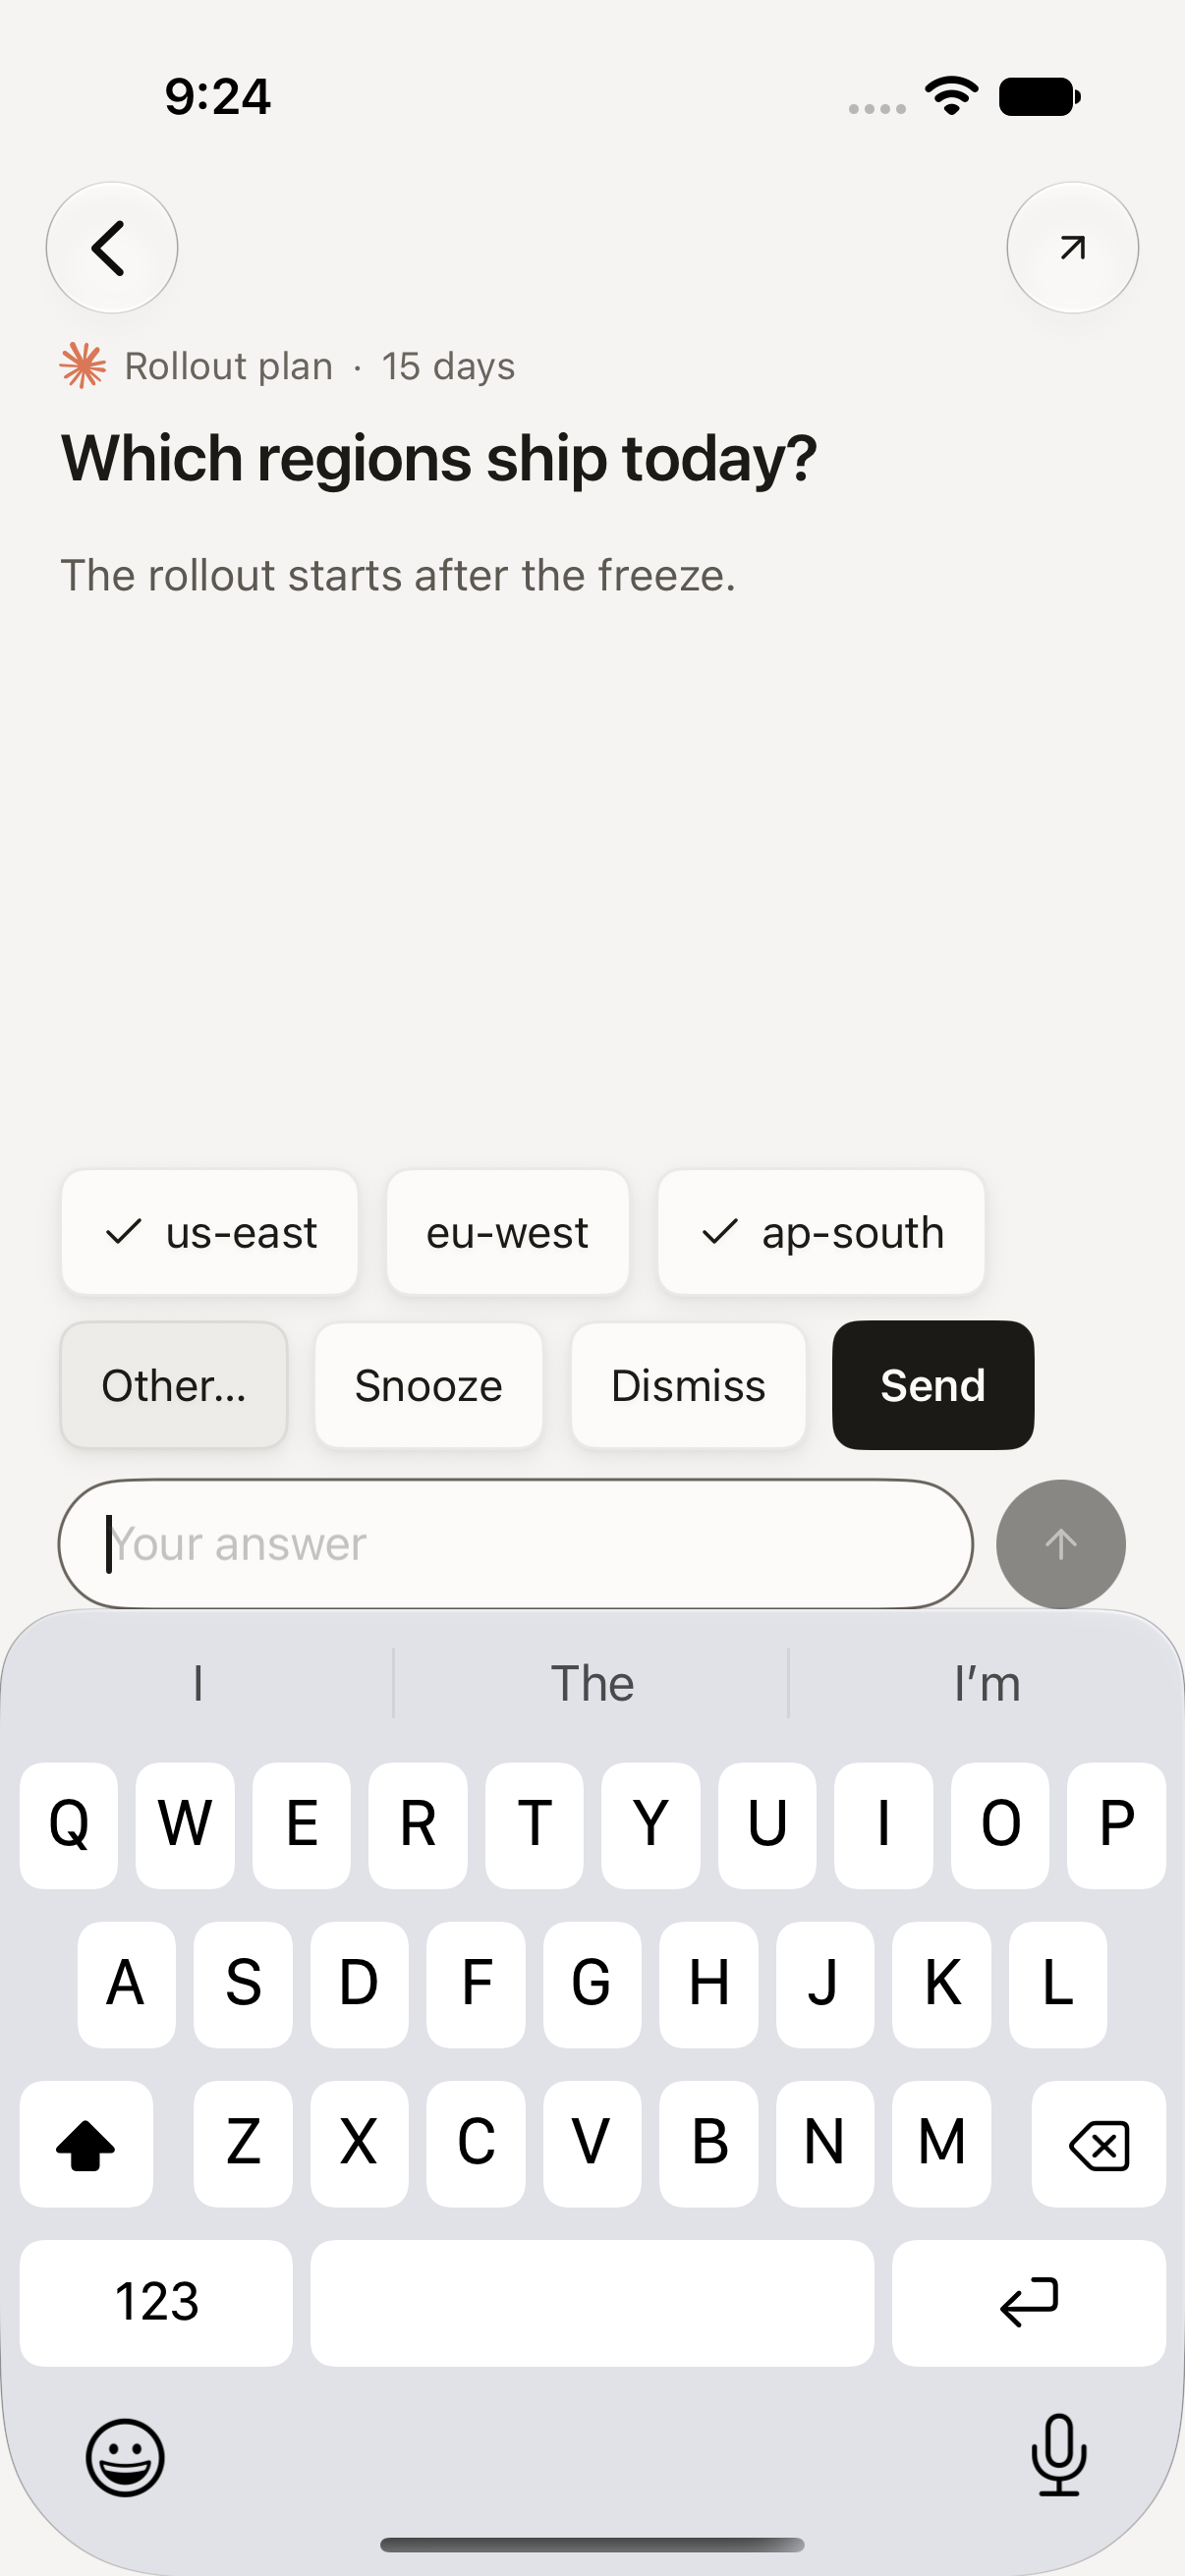 9:24
Rollout plan · 15 days
Which regions ship today?
The rollout starts after the freeze.
us-east eu-west ap-south
Other... Snooze Dismiss Send
Your answer
I The I’m
Q W E R T Y U I O P
A S D F G H J K L
Z X C V B N M
123